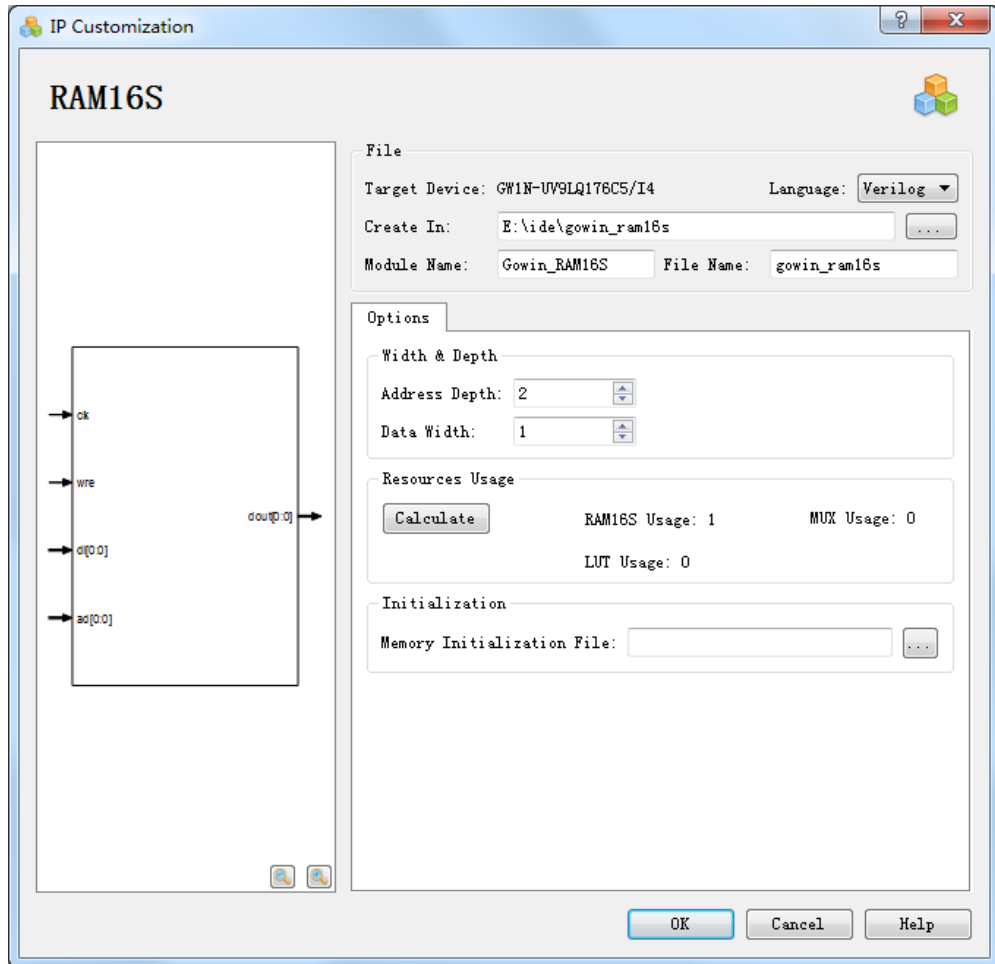 IP Customization
RAM16S
File
Target Device: GW1N-UV9LQ176C5/I4 Language: Verilog
Create In: E:\ide\gowin_ram16s ...
Module Name: Gowin_RAM16S File Name: gowin_ram16s
Options
Width & Depth
Address Depth: 2
Data Width: 1
Resources Usage
Calculate RAM16S Usage: 1 MUX Usage: 0
LUT Usage: 0
Initialization
Memory Initialization File: ...
clk
wre
di[0:0]
ad[0:0]
dout[0:0]
OK Cancel Help